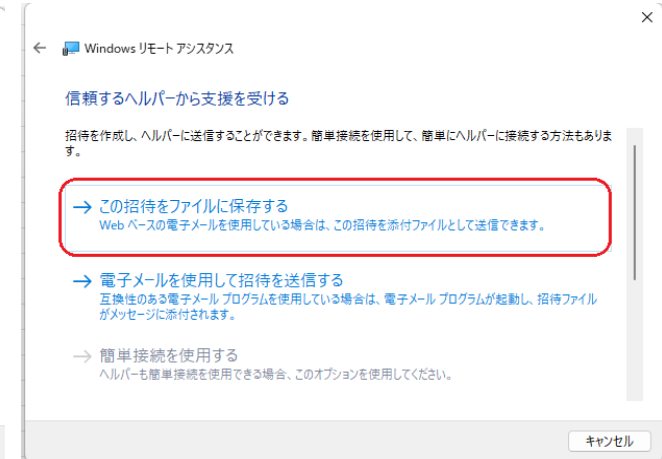 Windows リモート アシスタンス
信頼するヘルパーから支援を受ける
招待を作成し、ヘルパーに送信することができます。簡単接続を使用して、簡単にヘルパーに接続する方法もありま
す。
この招待をファイルに保存する
Web ベースの電子メールを使用している場合は、この招待を添付ファイルとして送信できます。
電子メールを使用して招待を送信する
互換性のある電子メール プログラムを使用している場合は、電子メール プログラムが起動し、招待ファイル
がメッセージに添付されます。
簡単接続を使用する
ヘルパーも簡単接続を使用できる場合、このオプションを使用してください。
キャンセル